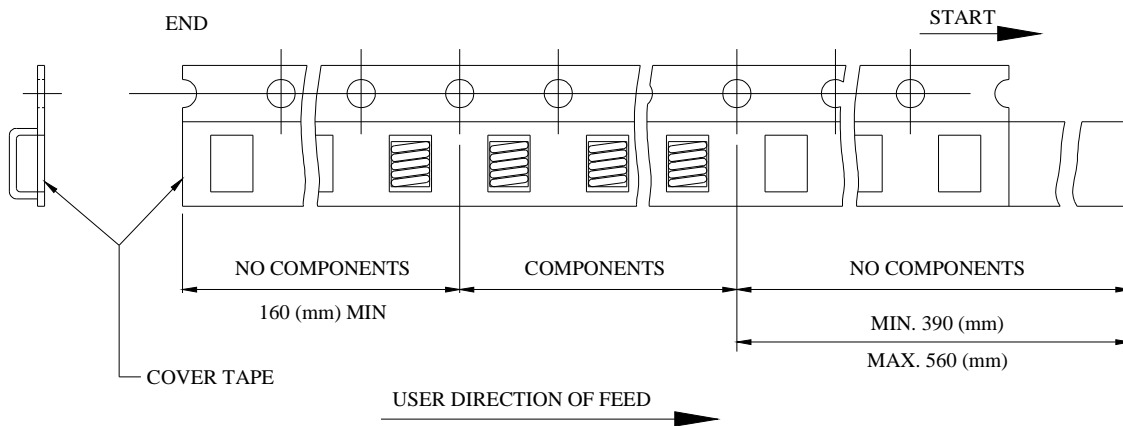 END
START
NO COMPONENTS
COMPONENTS
NO COMPONENTS
160 (mm) MIN
MIN. 390 (mm)
MAX. 560 (mm)
COVER TAPE
USER DIRECTION OF FEED